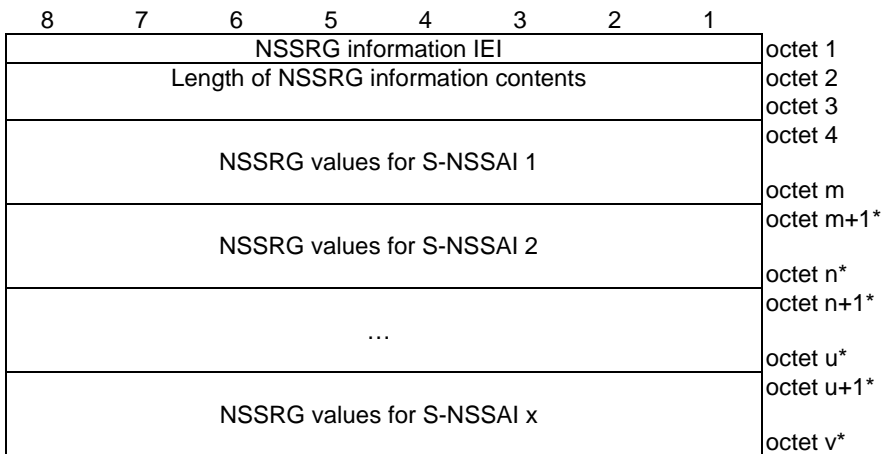 8 7 6 5 4 3 2 1
NSSRG information IEI octet 1
Length of NSSRG information contents octet 2
octet 3
octet 4
NSSRG values for S-NSSAI 1
octet m
octet m+1*
NSSRG values for S-NSSAI 2
octet n*
octet n+1*
…
octet u*
octet u+1*
NSSRG values for S-NSSAI x
octet v*